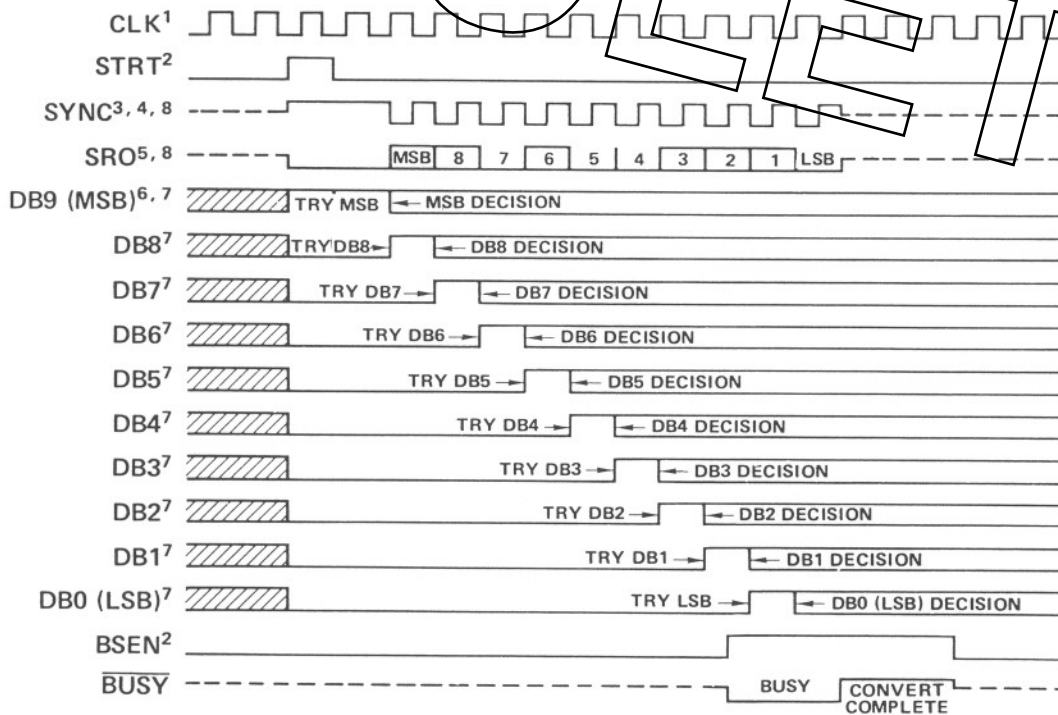 CLK¹
STRT²
SYNC³, ⁴, ⁸
SRO⁵, ⁸
MSB 8 7 6 5 4 3 2 1 LSB
DB9 (MSB)⁶, ⁷
TRY MSB
MSB DECISION
DB8⁷
TRY DB8
DB8 DECISION
DB7⁷
TRY DB7
DB7 DECISION
DB6⁷
TRY DB6
DB6 DECISION
DB5⁷
TRY DB5
DB5 DECISION
DB4⁷
TRY DB4
DB4 DECISION
DB3⁷
TRY DB3
DB3 DECISION
DB2⁷
TRY DB2
DB2 DECISION
DB1⁷
TRY DB1
DB1 DECISION
DB0 (LSB)⁷
TRY LSB
DB0 (LSB) DECISION
BSEN²
BUSY
BUSY
CONVERT
COMPLETE